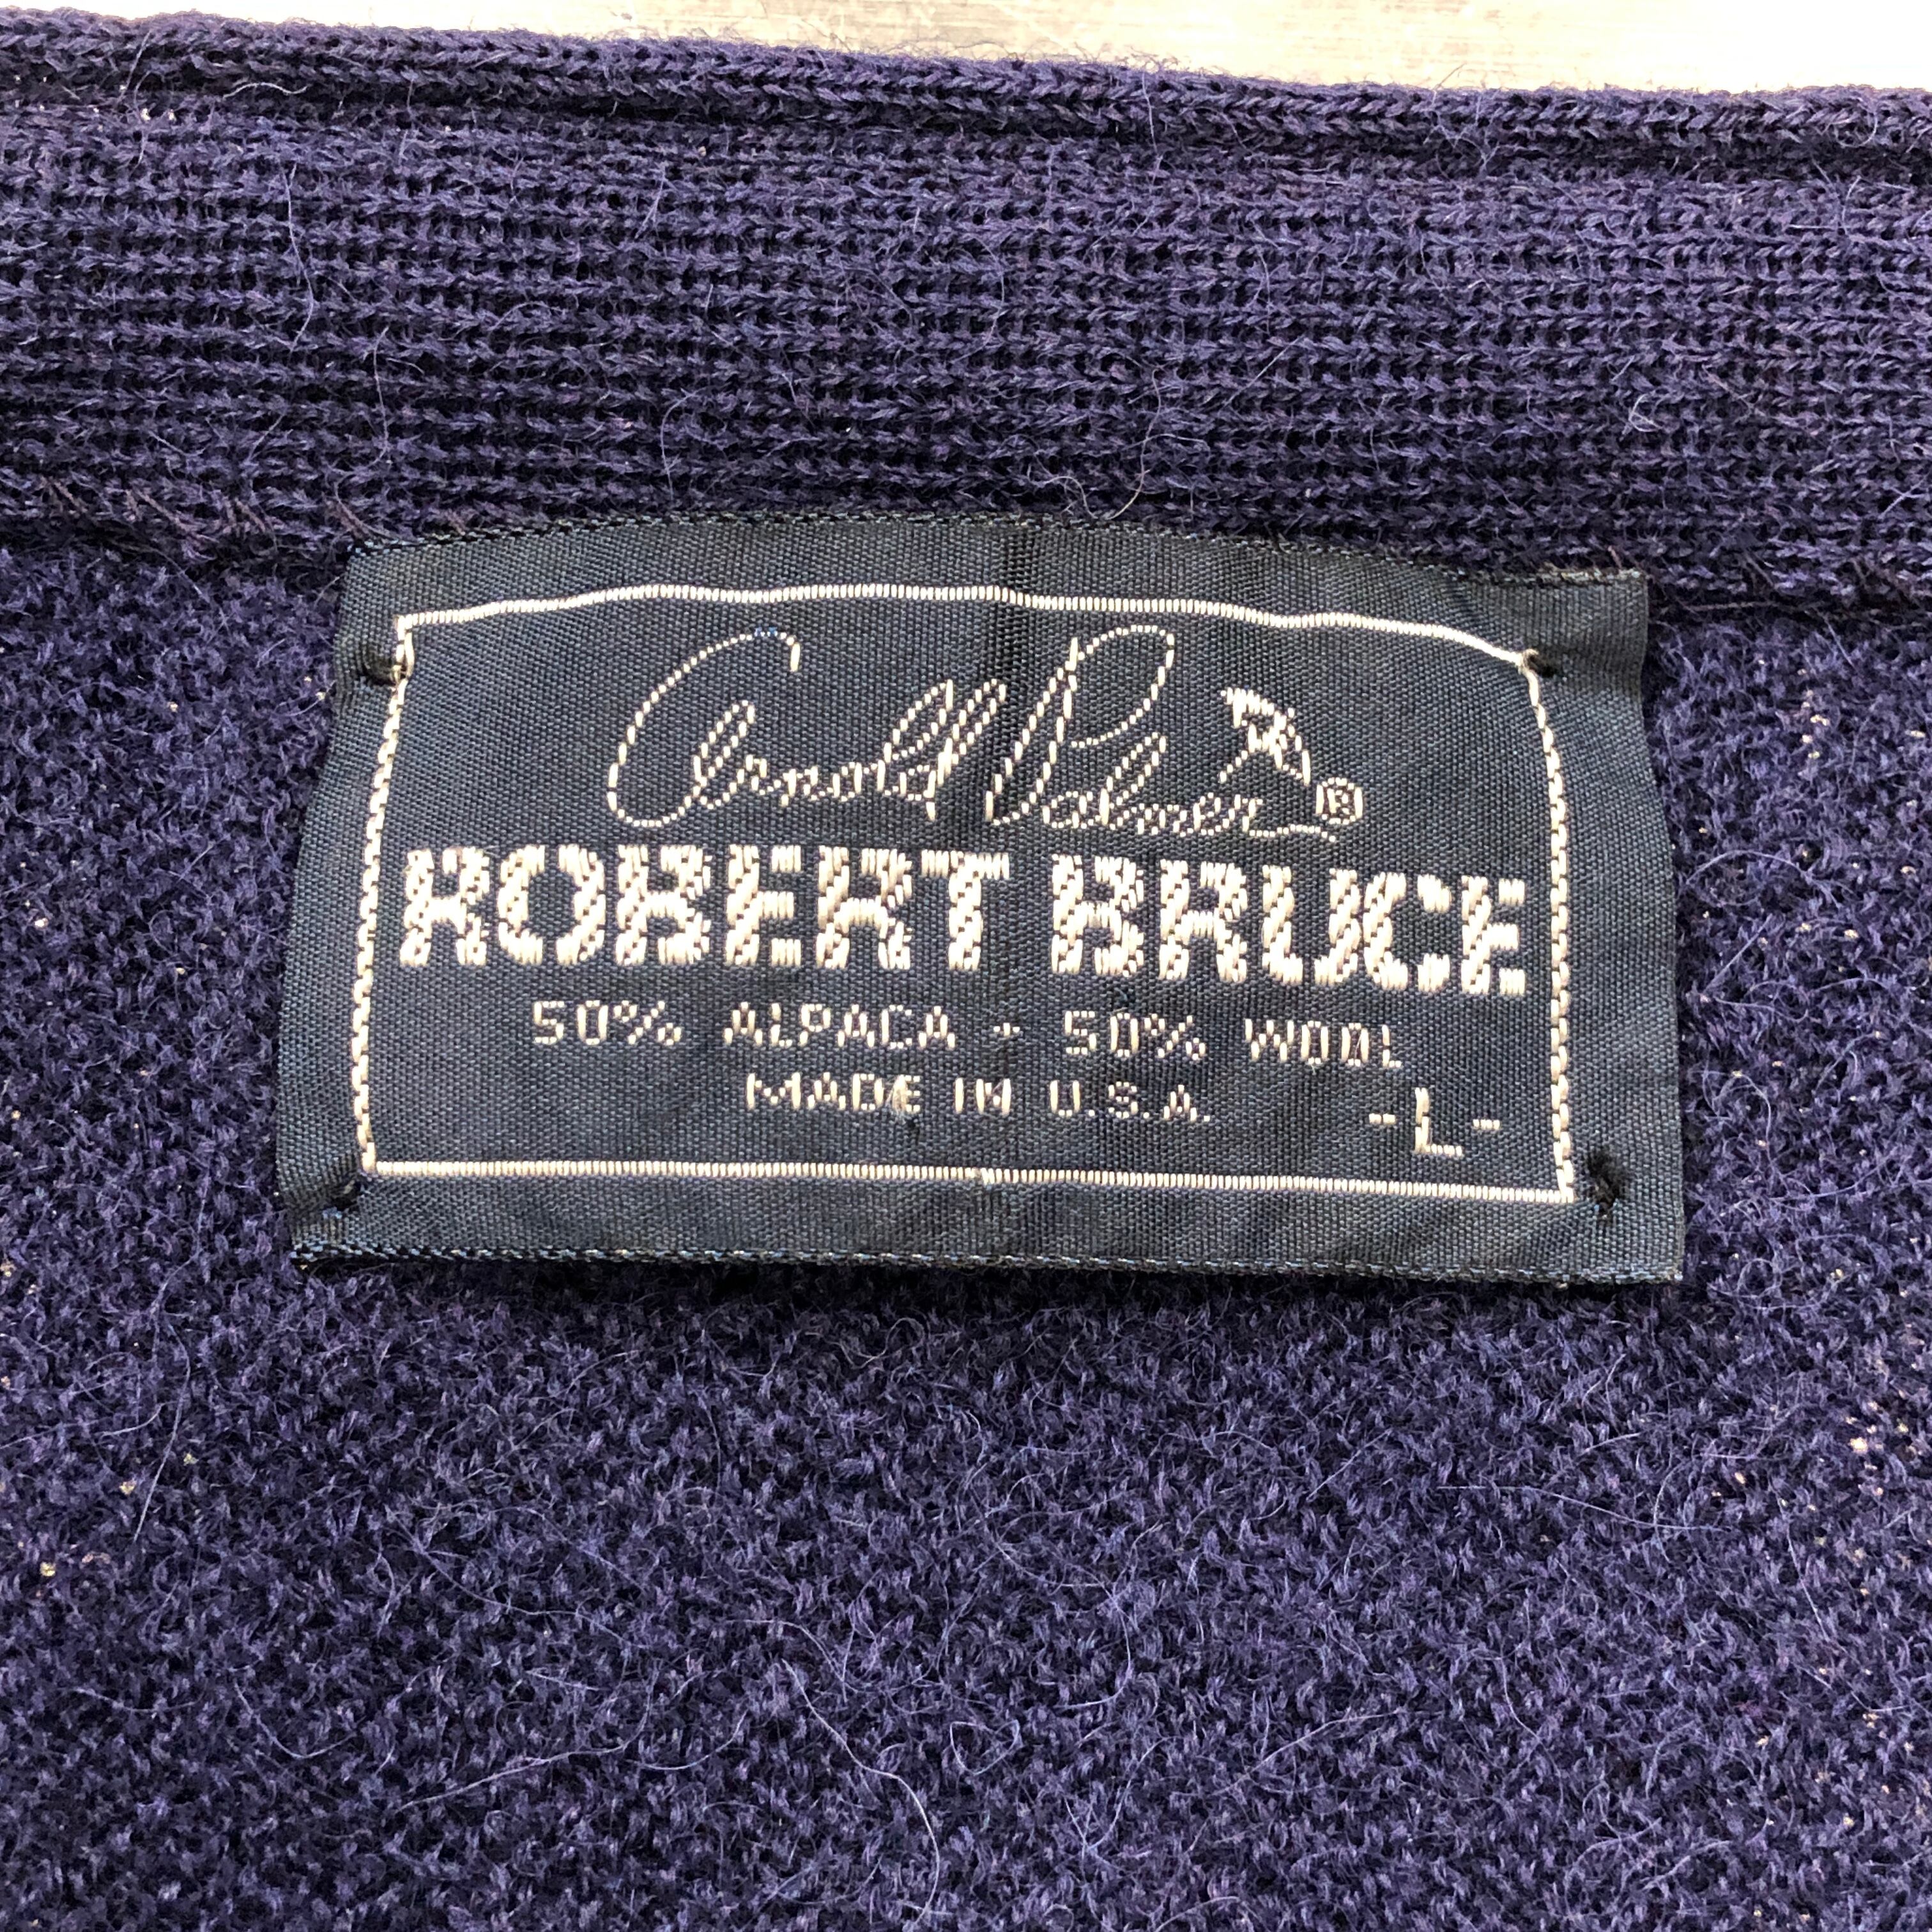 Arnold Palmer ®
ROBERT BRUCE
50% ALPACA - 50% WOOL
MADE IN U.S.A.
-L-